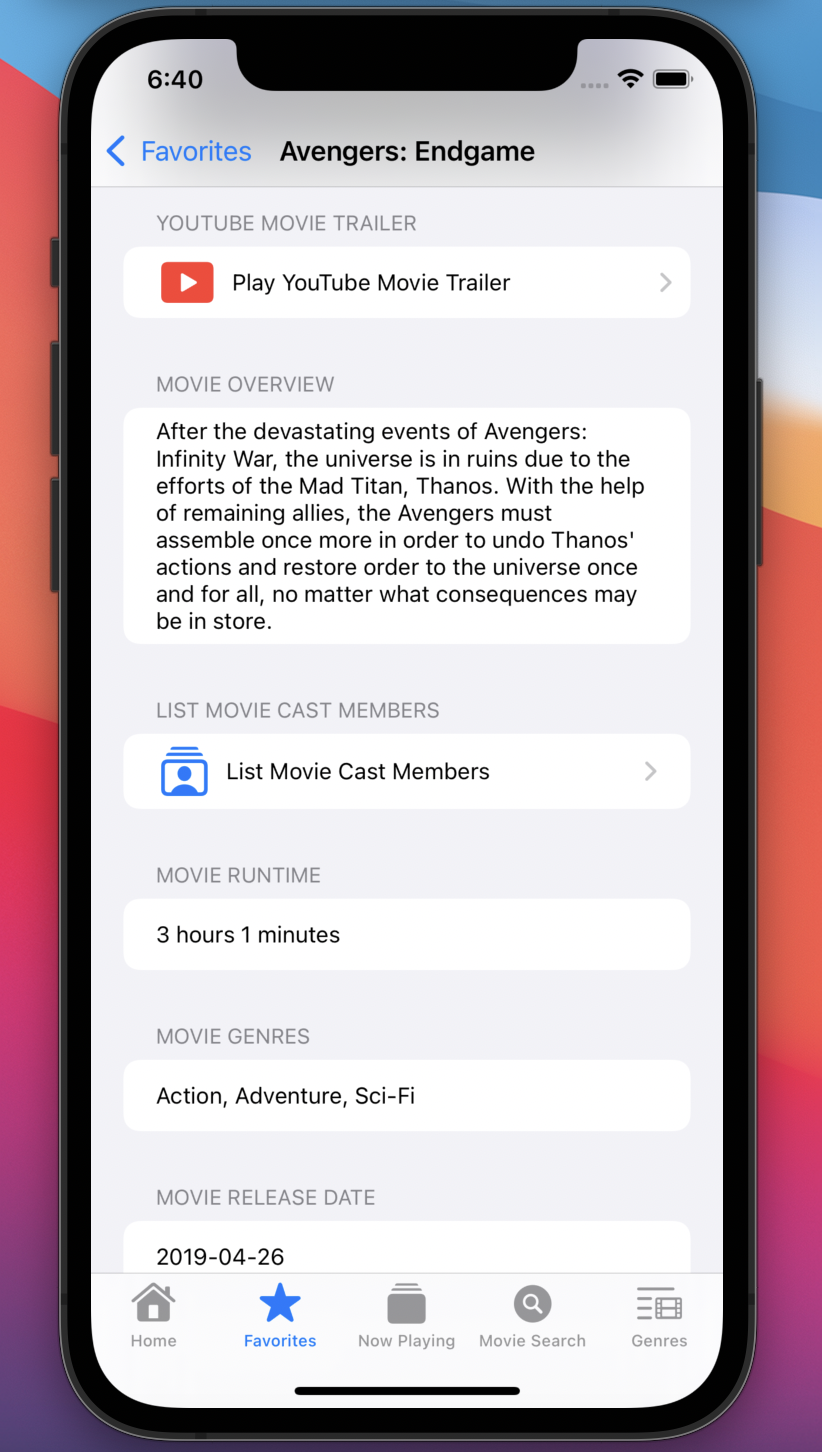 6:40
Favorites Avengers: Endgame
YOUTUBE MOVIE TRAILER
Play YouTube Movie Trailer
MOVIE OVERVIEW
After the devastating events of Avengers:
Infinity War, the universe is in ruins due to the
efforts of the Mad Titan, Thanos. With the help
of remaining allies, the Avengers must
assemble once more in order to undo Thanos'
actions and restore order to the universe once
and for all, no matter what consequences may
be in store.
LIST MOVIE CAST MEMBERS
List Movie Cast Members
MOVIE RUNTIME
3 hours 1 minutes
MOVIE GENRES
Action, Adventure, Sci-Fi
MOVIE RELEASE DATE
2019-04-26
Home Favorites Now Playing Movie Search Genres